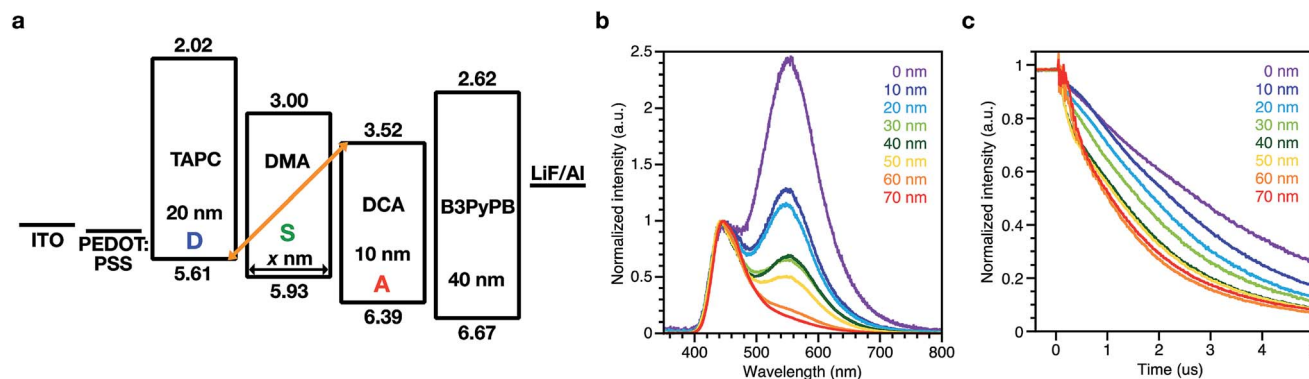 a
2.02
3.00
2.62
3.52
TAPC
DMA
LiF/Al
20 nm
DCA
B3PyPB
D
S
ITO
PEDOT:
PSS
x nm
10 nm
40 nm
5.61
5.93
A
6.39
6.67
b
Normalized intensity (a.u.)
2.5
2
1.5
1
0.5
0
400
500
600
700
800
Wavelength (nm)
0 nm
10 nm
20 nm
30 nm
40 nm
50 nm
60 nm
70 nm
c
Normalized intensity (a.u.)
1
0.8
0.6
0.4
0.2
0
0
1
2
3
4
Time (us)
0 nm
10 nm
20 nm
30 nm
40 nm
50 nm
60 nm
70 nm